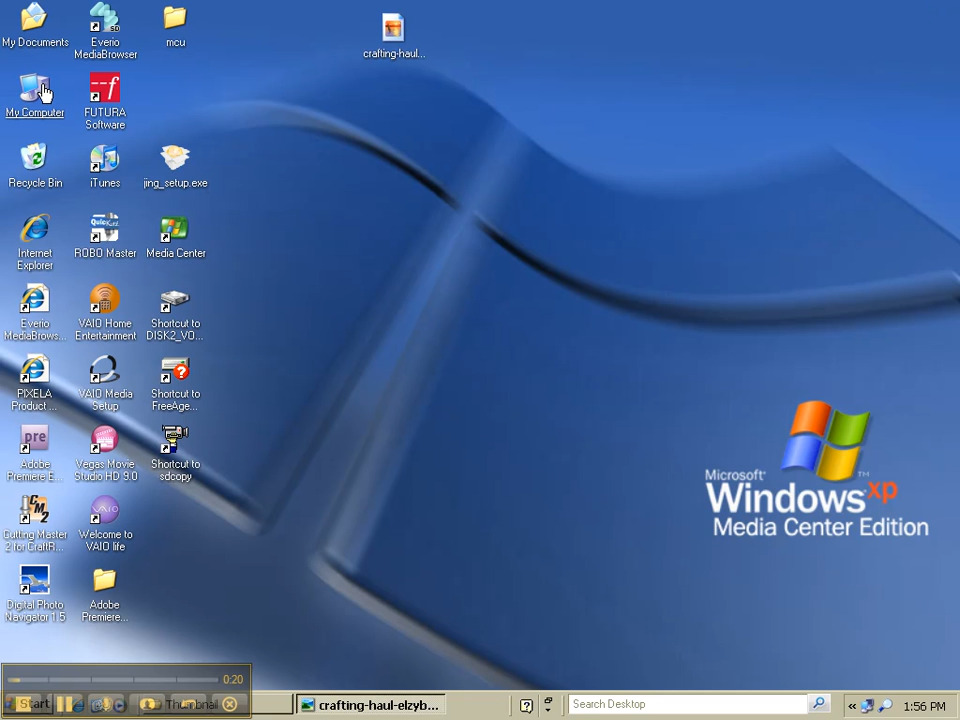 My Documents
Everio
MediaBrowser
mcu
crafting-haul...
My Computer
FUTURA
Software
Recycle Bin
iTunes
jing_setup.exe
Internet
Explorer
ROBO Master
Media Center
Everio
MediaBrows...
VAIO Home
Entertainment
Shortcut to
DISK2_VO...
PIXELA
Product ...
VAIO Media
Setup
Shortcut to
FreeAge...
pre
Adobe
Premiere E...
Vegas Movie
Studio HD 9.0
Shortcut to
sdcopy
CM2
Cutting Master
2 for CraftR...
VAIO
Welcome to
VAIO life
Digital Photo
Navigator 1.5
Adobe
Premiere...
Microsoft®
Windows xp
TM
Media Center Edition
0:20
Start
Thumbnail
crafting-haul-elzyb...
Search Desktop
«
1:56 PM